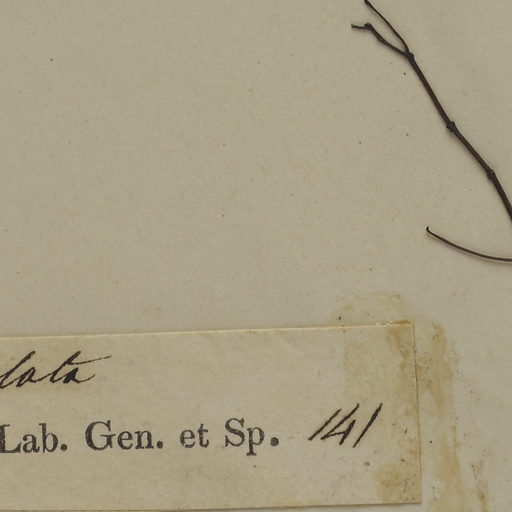 lata
Lab. Gen. et Sp. 141